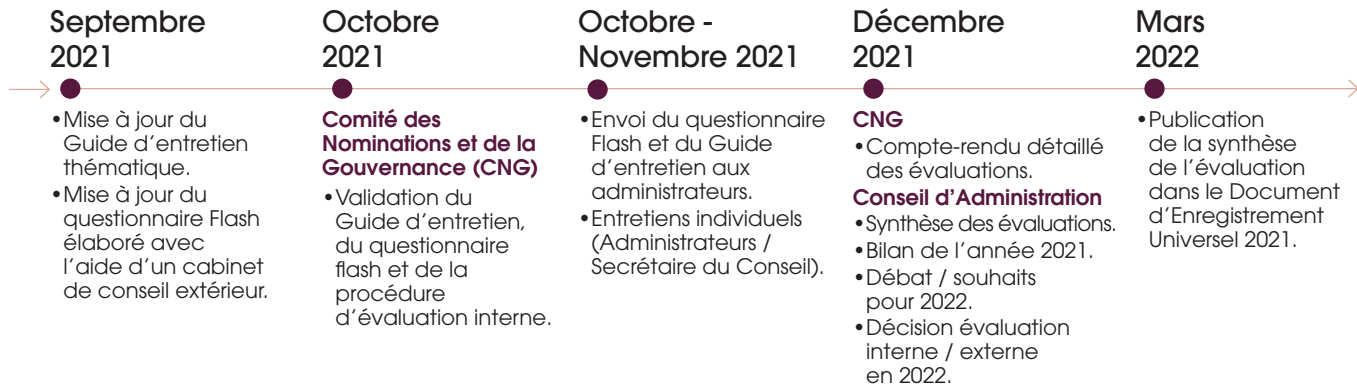 Septembre
2021
•Mise à jour du
Guide d'entretien
thématique.
•Mise à jour du
questionnaire Flash
élaboré avec
l'aide d'un cabinet
de conseil extérieur.
Octobre
2021
Comité des
Nominations et de la
Gouvernance (CNG)
•Validation du
Guide d'entretien,
du questionnaire
flash et de la
procédure
d'évaluation interne.
Octobre -
Novembre 2021
•Envoi du questionnaire
Flash et du Guide
d'entretien aux
administrateurs.
•Entretiens individuels
(Administrateurs /
Secrétaire du Conseil).
Décembre
2021
CNG
•Compte-rendu détaillé
des évaluations.
Conseil d'Administration
•Synthèse des évaluations.
•Bilan de l'année 2021.
•Débat / souhaits
pour 2022.
•Décision évaluation
interne / externe
en 2022.
Mars
2022
•Publication
de la synthèse
de l'évaluation
dans le Document
d'Enregistrement
Universel 2021.